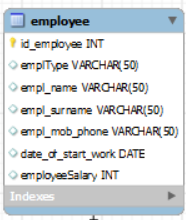 employee
id_employee INT
emplType VARCHAR(50)
empl_name VARCHAR(50)
empl_surname VARCHAR(50)
empl_mob_phone VARCHAR(50)
date_of_start_work DATE
employeeSalary INT
Indexes